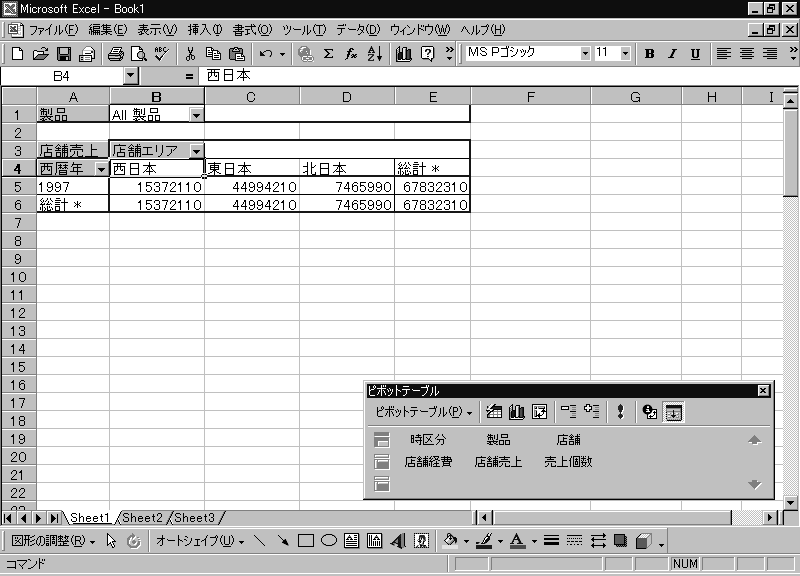 Microsoft Excel - Book1
ファイル(F) 編集(E) 表示(V) 挿入(I) 書式(O) ツール(T) データ(D) ウィンドウ(W) ヘルプ(H)
MS Pゴシック 11 B I U
B4 = 西日本
A B C D E F G H I
1 製品 All 製品
2
3 店舗売上 店舗エリア
4 西暦年 西日本 東日本 北日本 総計 *
5 1997 15372110 44994210 7465990 67832310
6 総計 * 15372110 44994210 7465990 67832310
7
8
9
10
11
12
13
14
15
16
17
18
19
20
21
22
ピボットテーブル
ピボットテーブル(P)
時区分 製品 店舗
店舗経費 店舗売上 売上個数
Sheet1 Sheet2 Sheet3
図形の調整(R) オートシェイプ(U)
コマンド NUM